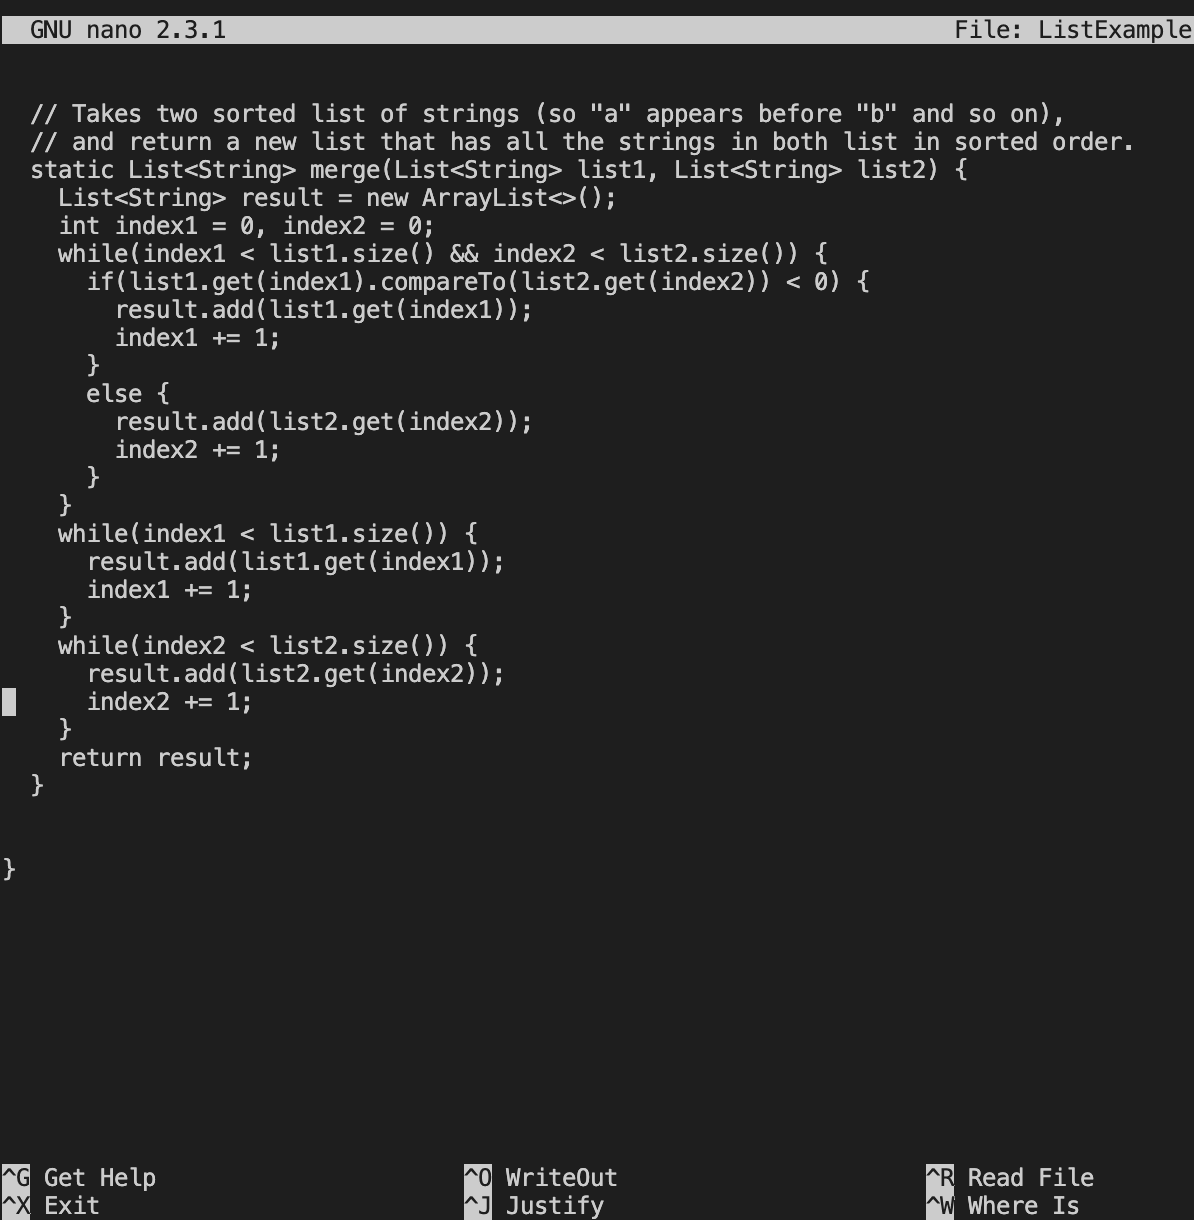 GNU nano 2.3.1 File: ListExample
// Takes two sorted list of strings (so "a" appears before "b" and so on),
// and return a new list that has all the strings in both list in sorted order.
static List<String> merge(List<String> list1, List<String> list2) {
List<String> result = new ArrayList<>();
int index1 = 0, index2 = 0;
while(index1 < list1.size() && index2 < list2.size()) {
if(list1.get(index1).compareTo(list2.get(index2)) < 0) {
result.add(list1.get(index1));
index1 += 1;
}
else {
result.add(list2.get(index2));
index2 += 1;
}
}
while(index1 < list1.size()) {
result.add(list1.get(index1));
index1 += 1;
}
while(index2 < list2.size()) {
result.add(list2.get(index2));
index2 += 1;
}
return result;
}
}
^G Get Help ^O WriteOut ^R Read File
^X Exit ^J Justify ^W Where Is